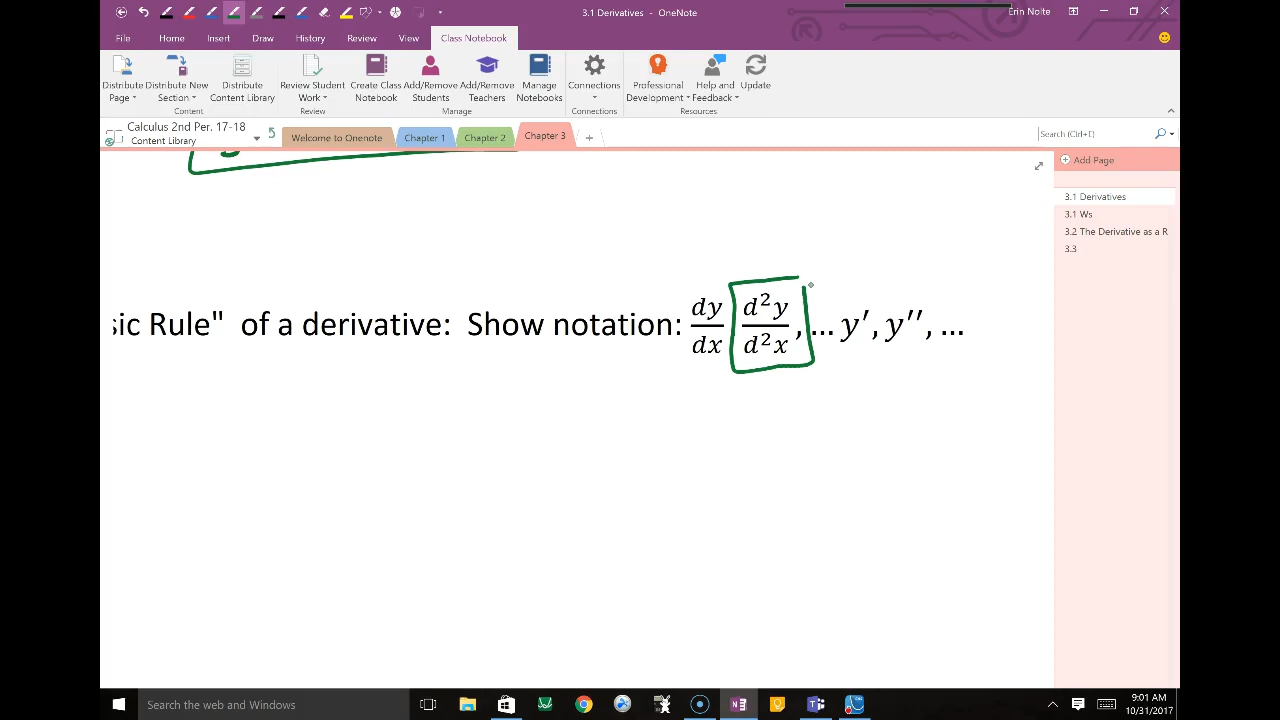 3.1 Derivatives - OneNote
Erin Nolte
File Home Insert Draw History Review View Class Notebook
Distribute Page Distribute New Section Distribute Content Library Review Student Work Create Class Notebook Add/Remove Students Add/Remove Teachers Manage Notebooks Connections Professional Development Help and Feedback Update
Content Review Manage Connections Resources
Calculus 2nd Per. 17-18
Content Library
Welcome to Onenote Chapter 1 Chapter 2 Chapter 3 +
Search (Ctrl+E)
Add Page
3.1 Derivatives
3.1 Ws
3.2 The Derivative as a R
3.3
sic Rule" of a derivative: Show notation: dy/dx d²y/d²x, ... y′, y′′, ...
Search the web and Windows
9:01 AM
10/31/2017